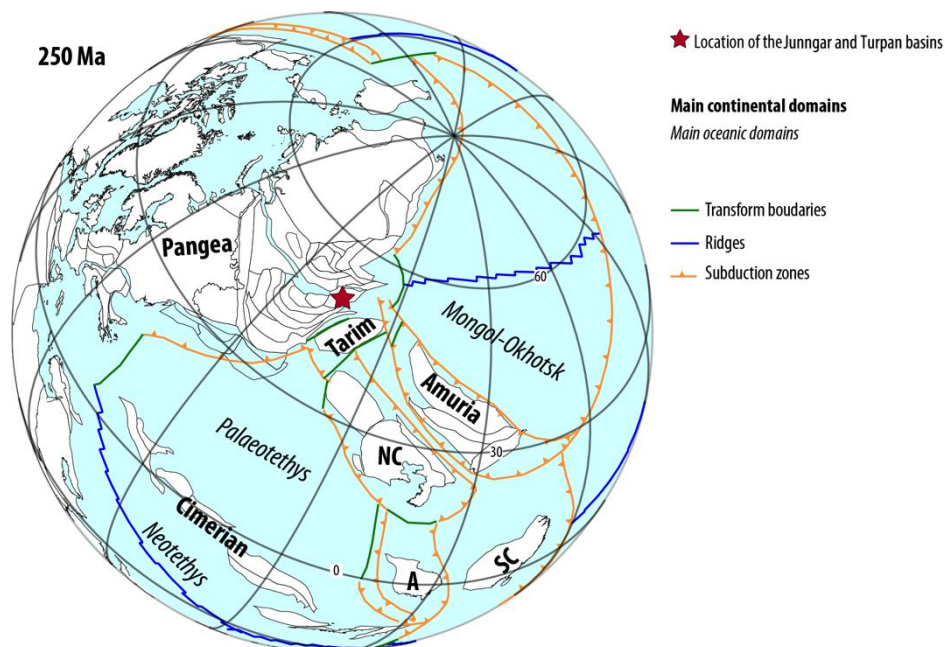 250 Ma
Location of the Junngar and Turpan basins
Main continental domains
Main oceanic domains
Transform boudaries
Ridges
Subduction zones
Pangea
60
Mongol-Okhotsk
Tarim
Amuria
Palaeotethys
NC
30
Cimerian
Neotethys
0
A
SC